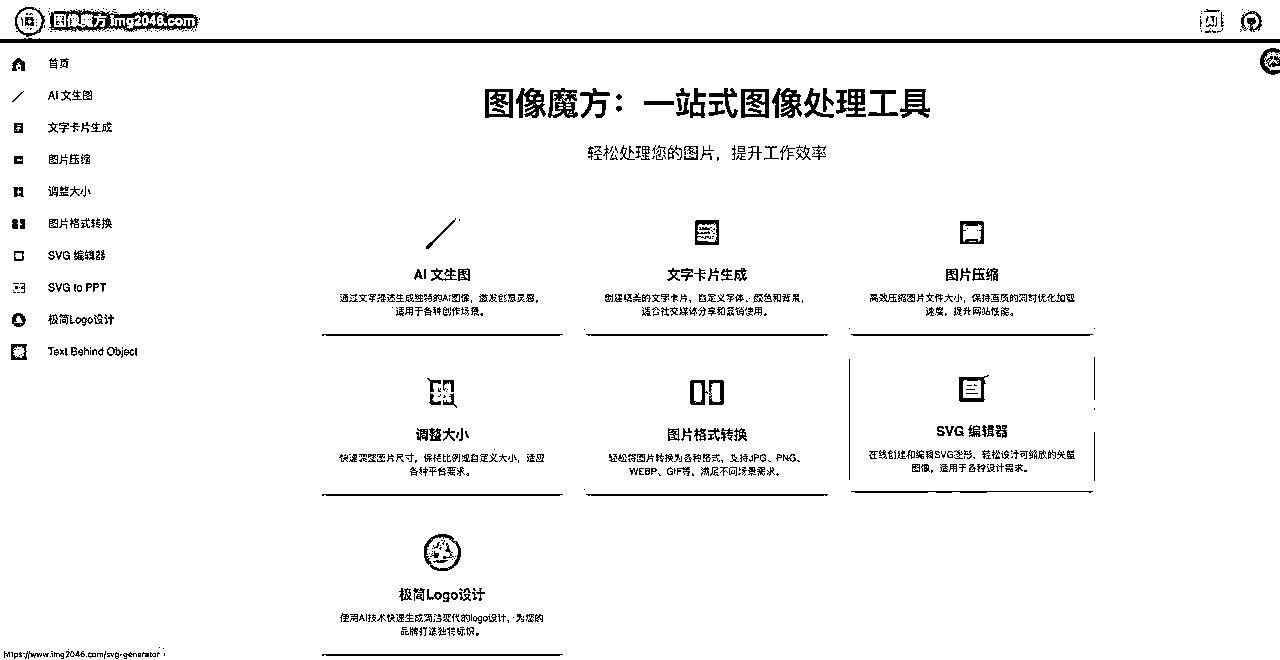 图像魔方 img2046.com
首页
AI 文生图
文字卡片生成
图片压缩
调整大小
图片格式转换
SVG 编辑器
SVG to PPT
极简Logo设计
Text Behind Object
图像魔方：一站式图像处理工具
轻松处理您的图片，提升工作效率
AI 文生图
通过文字描述生成独特的AI图像，激发创意灵感，
适用于各种创作场景。
文字卡片生成
创建精美的文字卡片，自定义字体、颜色和背景，
适合社交媒体分享和营销使用。
图片压缩
高效压缩图片文件大小，保持画质的同时优化加载
速度，提升网站性能。
调整大小
快速调整图片尺寸，保持比例或自定义大小，适应
各种平台要求。
图片格式转换
轻松将图片转换为各种格式，支持JPG、PNG、
WEBP、GIF等，满足不同场景需求。
SVG 编辑器
在线创建和编辑SVG图形，轻松设计可缩放的矢量
图像，适用于各种设计需求。
极简Logo设计
使用AI技术快速生成简洁现代的logo设计，为您的
品牌打造独特标识。
https://www.img2046.com/svg-generator